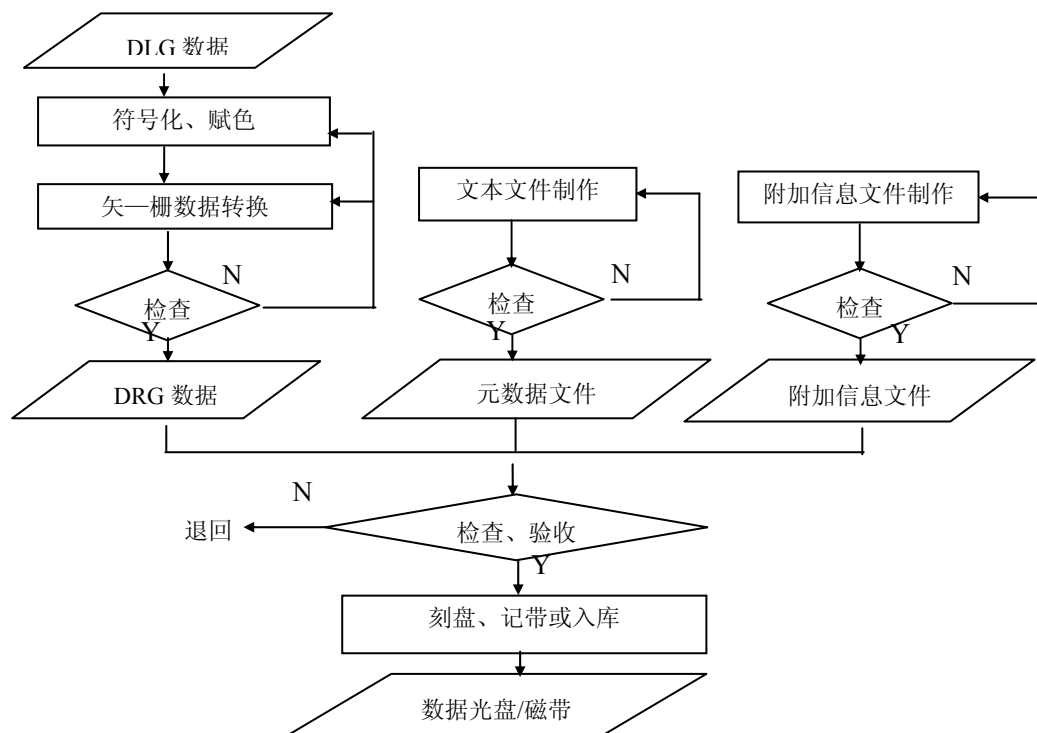 DLG 数据
符号化、赋色
矢—栅数据转换
N
检查
Y
DRG 数据
文本文件制作
N
检查
Y
元数据文件
附加信息文件制作
N
检查
Y
附加信息文件
N
退回
检查、验收
Y
刻盘、记带或入库
数据光盘/磁带